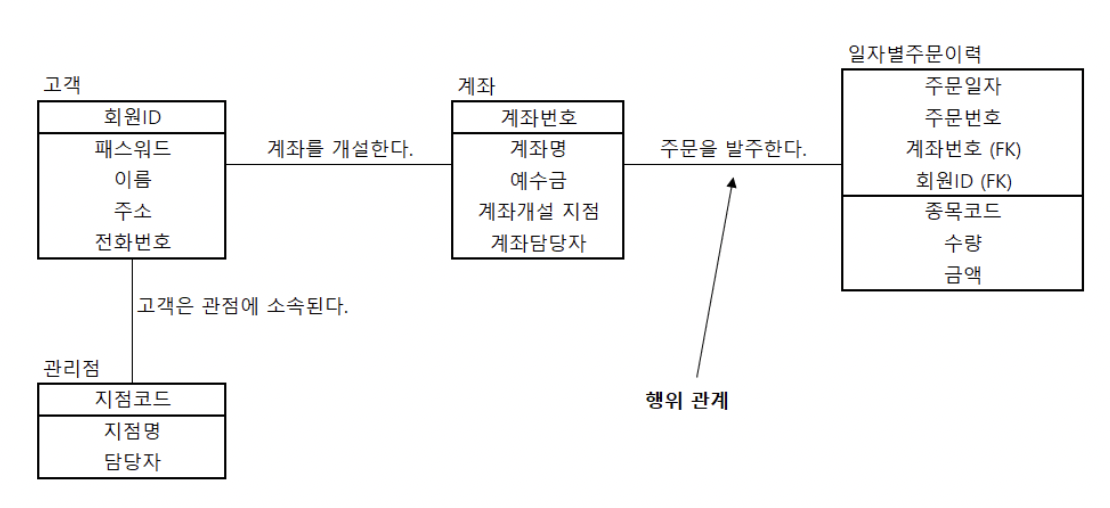 고객
회원ID
패스워드
이름
주소
전화번호
계좌를 개설한다.
계좌
계좌번호
계좌명
예수금
계좌개설 지점
계좌담당자
주문을 발주한다.
일자별주문이력
주문일자
주문번호
계좌번호 (FK)
회원ID (FK)
종목코드
수량
금액
고객은 관점에 소속된다.
행위 관계
관리점
지점코드
지점명
담당자